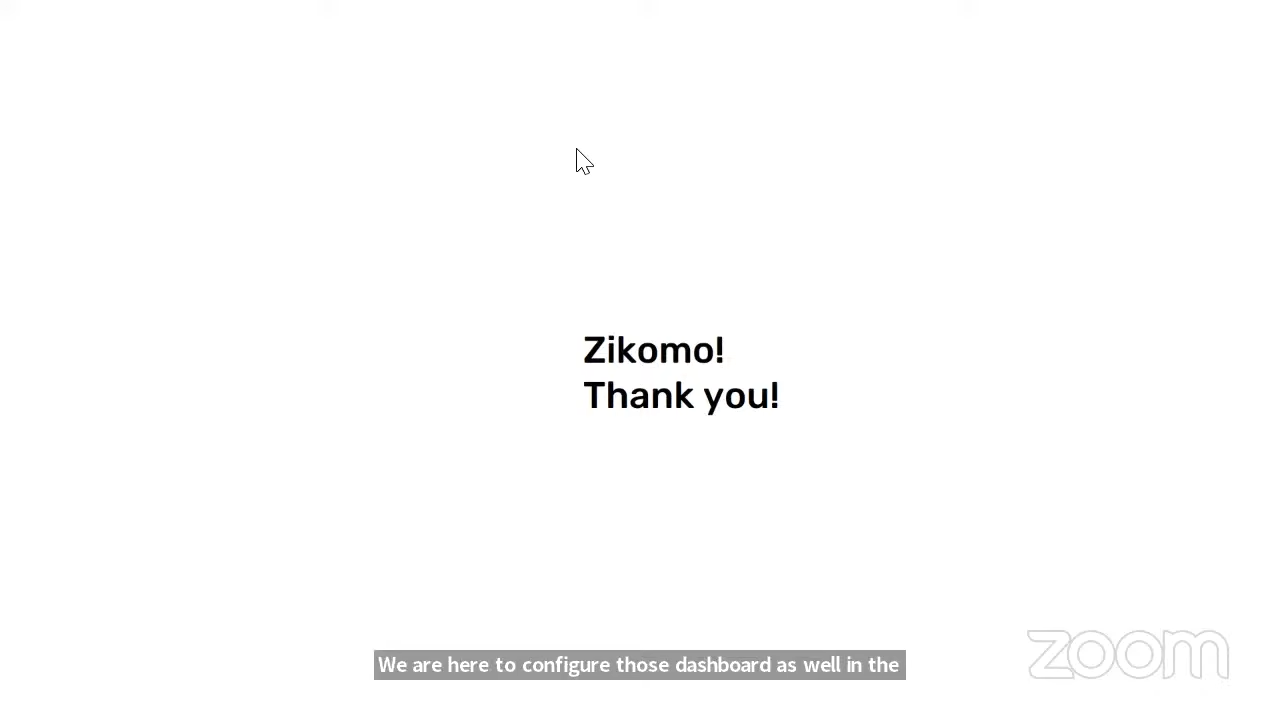 Zikomo!
Thank you!
We are here to configure those dashboard as well in the
zoom